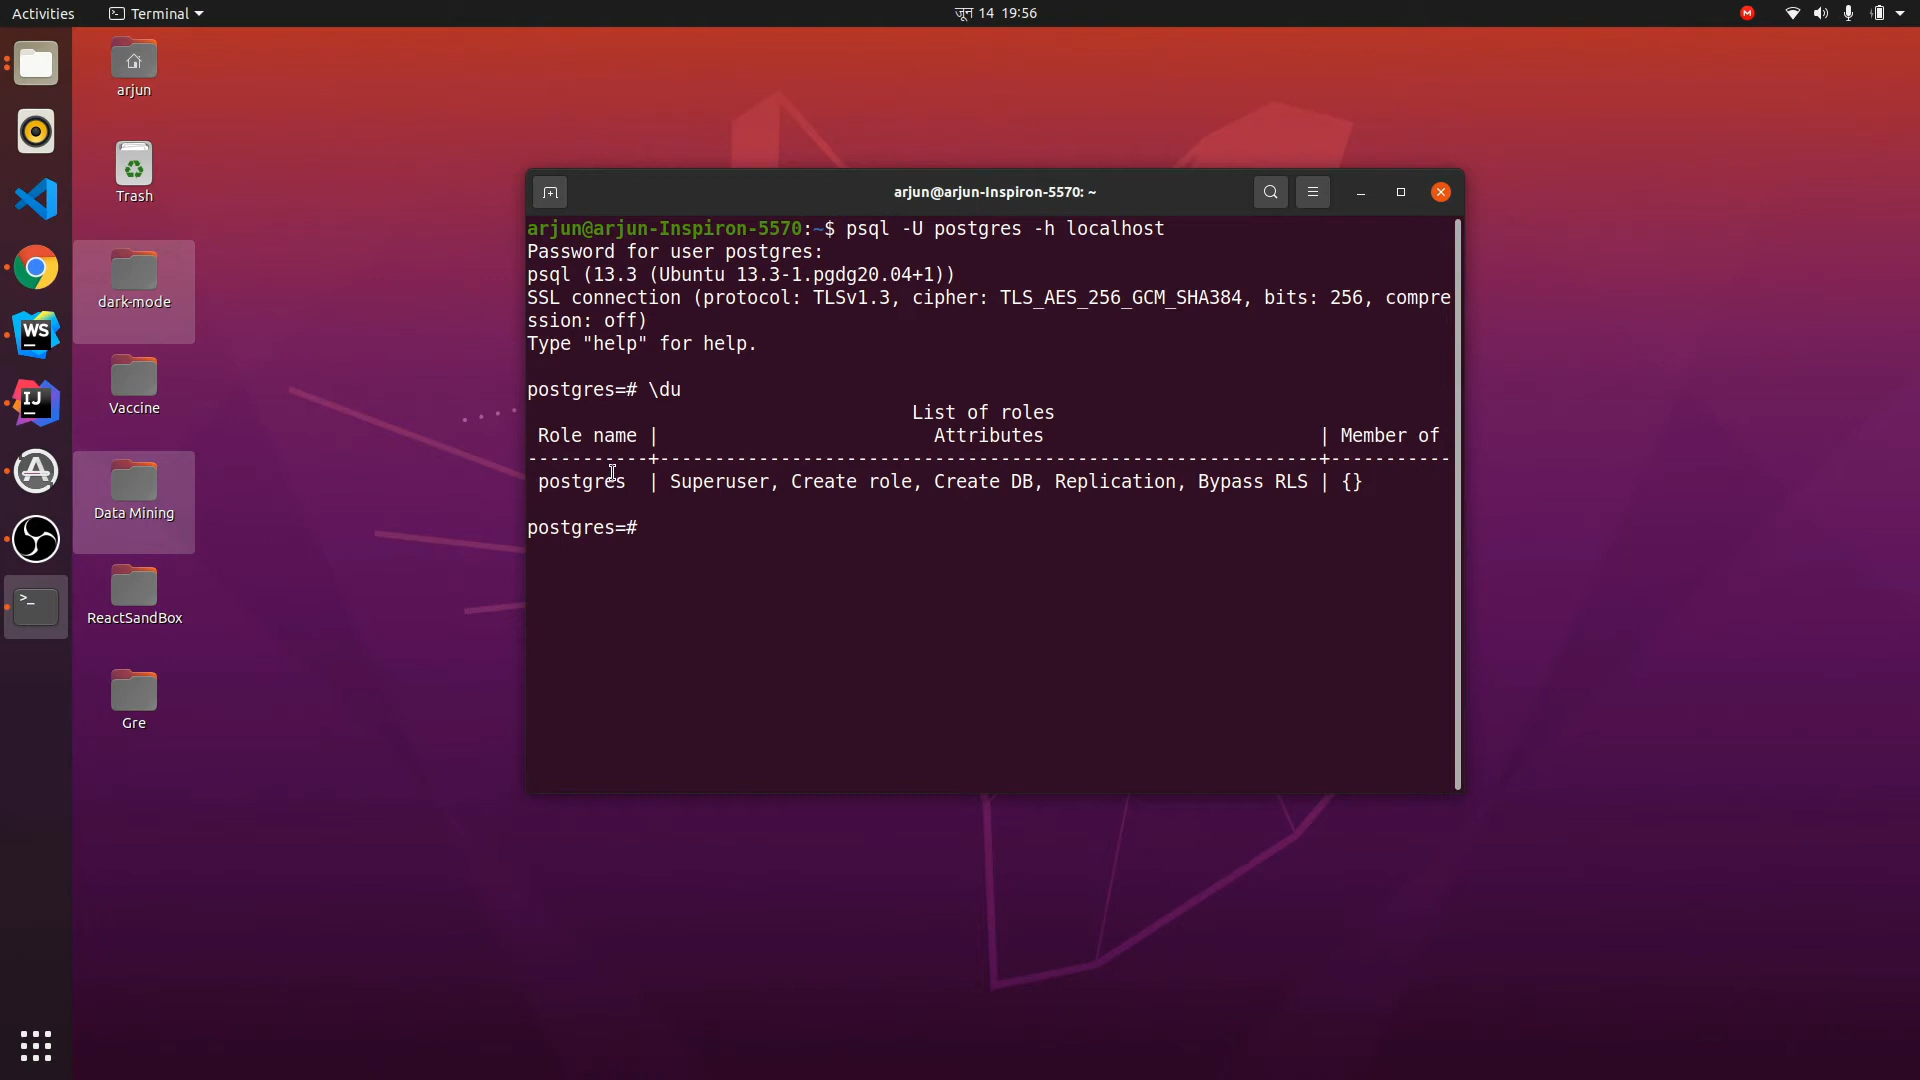 Activities
Terminal
जून 14 19:56
M
arjun
Trash
dark-mode
Vaccine
Data Mining
ReactSandBox
Gre
WS
IJ
>_
arjun@arjun-Inspiron-5570: ~
arjun@arjun-Inspiron-5570:~$ psql -U postgres -h localhost
Password for user postgres:
psql (13.3 (Ubuntu 13.3-1.pgdg20.04+1))
SSL connection (protocol: TLSv1.3, cipher: TLS_AES_256_GCM_SHA384, bits: 256, compre
ssion: off)
Type "help" for help.
postgres=# \du
List of roles
Role name | Attributes | Member of
-----------+------------------------------------------------------------+-----------
postgres | Superuser, Create role, Create DB, Replication, Bypass RLS | {}
postgres=#